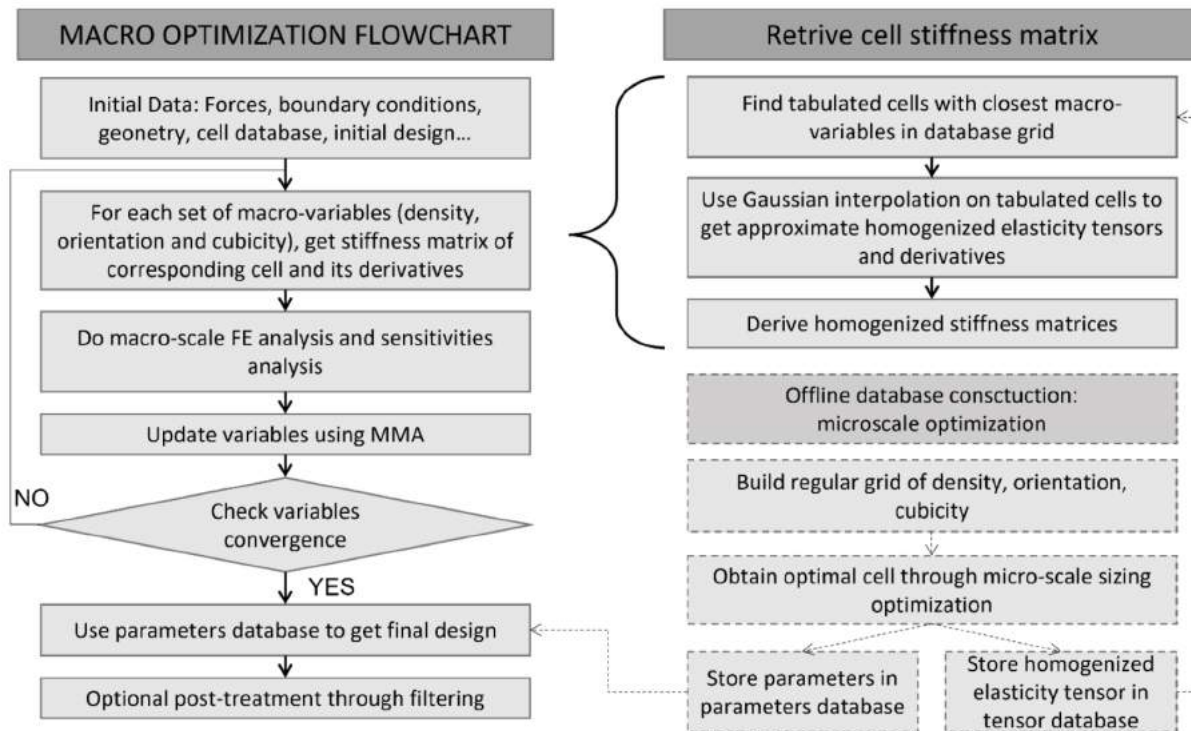 MACRO OPTIMIZATION FLOWCHART
Initial Data: Forces, boundary conditions,
geometry, cell database, initial design...
For each set of macro-variables (density,
orientation and cubicity), get stiffness matrix of
corresponding cell and its derivatives
Do macro-scale FE analysis and sensitivities
analysis
Update variables using MMA
NO
Check variables
convergence
YES
Use parameters database to get final design
Optional post-treatment through filtering
Retrive cell stiffness matrix
Find tabulated cells with closest macro-
variables in database grid
Use Gaussian interpolation on tabulated cells to
get approximate homogenized elasticity tensors
and derivatives
Derive homogenized stiffness matrices
Offline database consctuction:
microscale optimization
Build regular grid of density, orientation,
cubicity
Obtain optimal cell through micro-scale sizing
optimization
Store parameters in
parameters database
Store homogenized
elasticity tensor in
tensor database